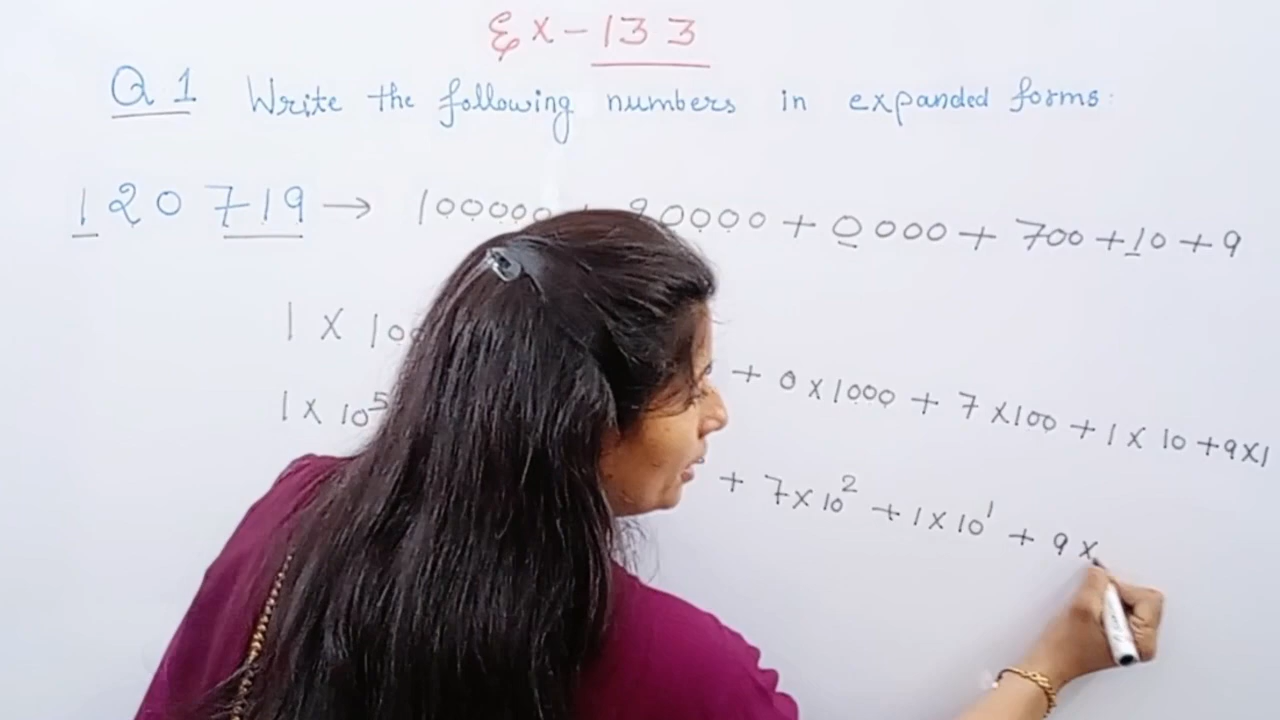 Ex-133
Q1 Write the following numbers in expanded forms:
120719 → 100000 + 20000 + 0000 + 700 + 10 + 9
1 × 10 + 0×1000 + 7×100 + 1×10 + 9×1
1×10⁵ + 7×10² + 1×10¹ + 9×